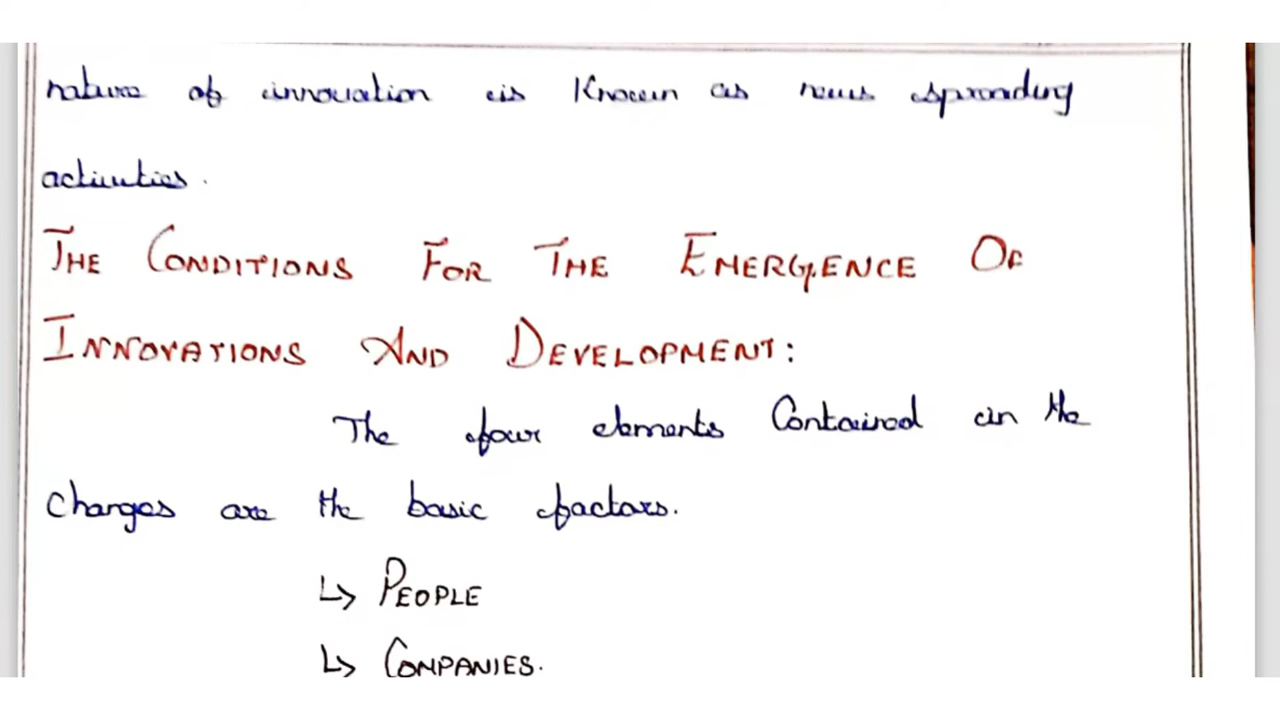 nature of innovation is Known as news spreading
activities.
THE CONDITIONS FOR THE EMERGENCE OF
INNOVATIONS AND DEVELOPMENT:
The four elements Contained in the
changes are the basic factors.
↳ PEOPLE
↳ COMPANIES.